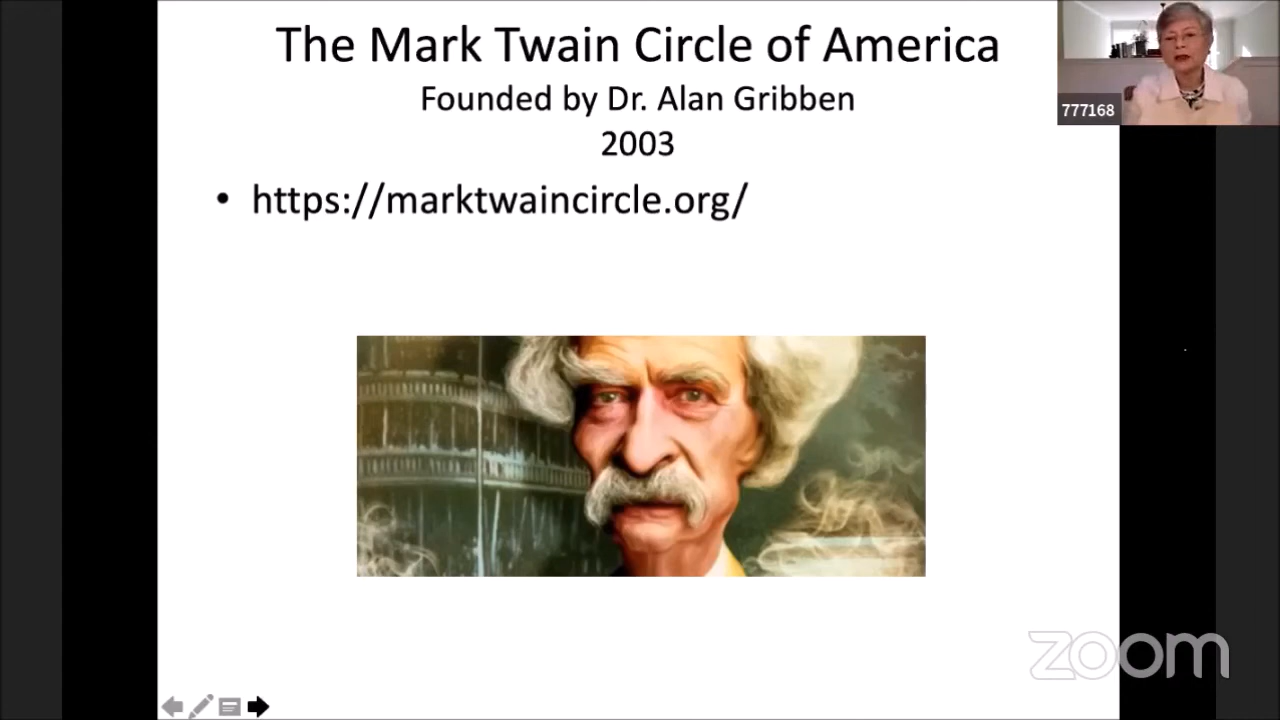 The Mark Twain Circle of America
Founded by Dr. Alan Gribben
2003
• https://marktwaincircle.org/
777168
zoom